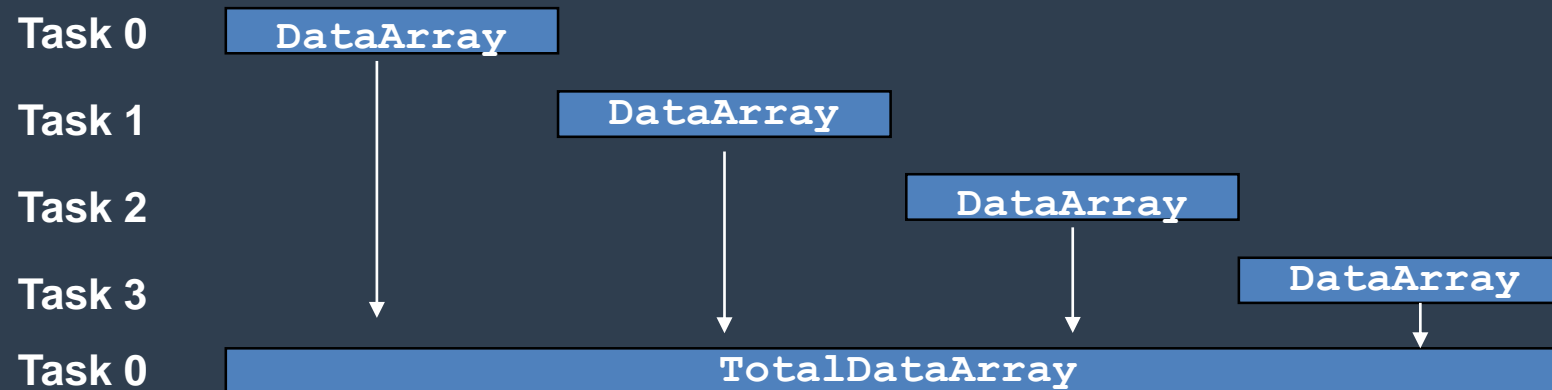 Task 0 DataArray
Task 1 DataArray
Task 2 DataArray
Task 3 DataArray
Task 0 TotalDataArray